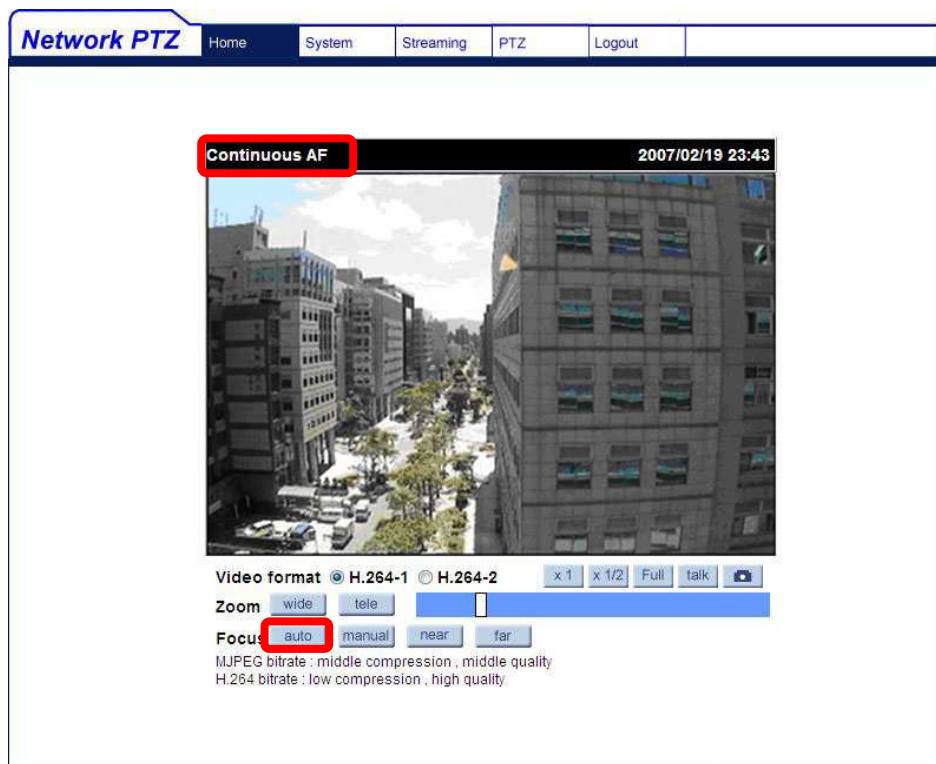 Network PTZ Home System Streaming PTZ Logout
Continuous AF 2007/02/19 23:43
Video format H.264-1 H.264-2 x 1 x 1/2 Full talk
Zoom wide tele
Focus auto manual near far
MJPEG bitrate : middle compression , middle quality
H.264 bitrate : low compression , high quality